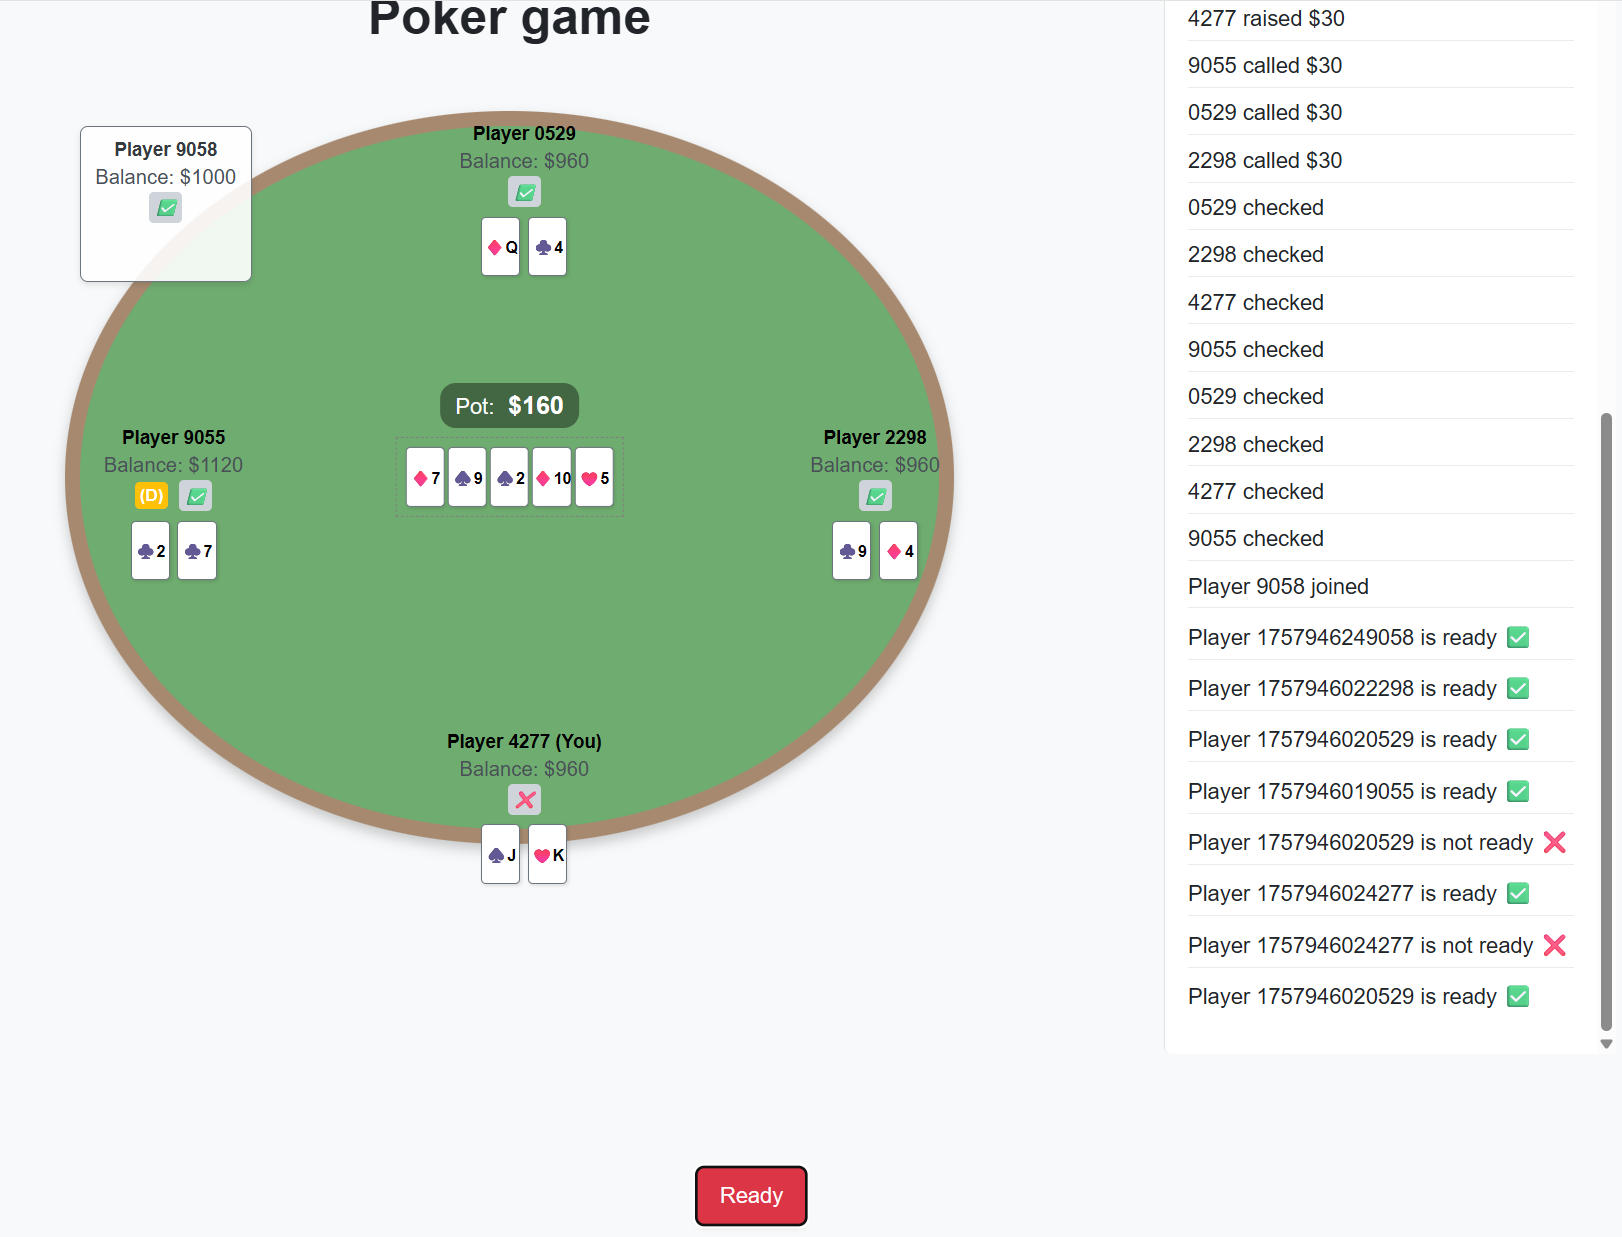 Poker game
Player 9058
Balance: $1000
Player 0529
Balance: $960
Q
4
Pot: $160
7
9
2
10
5
Player 9055
Balance: $1120
(D)
2
7
Player 2298
Balance: $960
9
4
Player 4277 (You)
Balance: $960
J
K
Ready
4277 raised $30
9055 called $30
0529 called $30
2298 called $30
0529 checked
2298 checked
4277 checked
9055 checked
0529 checked
2298 checked
4277 checked
9055 checked
Player 9058 joined
Player 1757946249058 is ready ✅
Player 1757946022298 is ready ✅
Player 1757946020529 is ready ✅
Player 1757946019055 is ready ✅
Player 1757946020529 is not ready ❌
Player 1757946024277 is ready ✅
Player 1757946024277 is not ready ❌
Player 1757946020529 is ready ✅